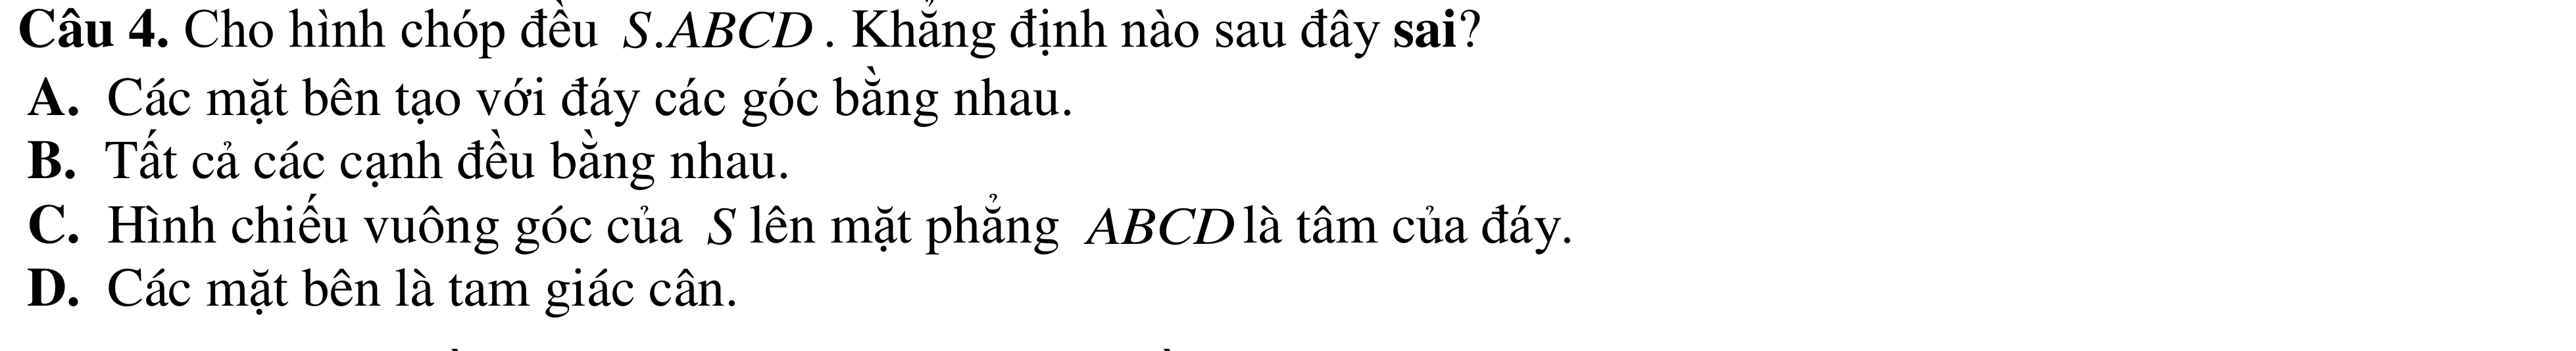 Câu 4. Cho hình chóp đều S.ABCD. Khẳng định nào sau đây sai?
A. Các mặt bên tạo với đáy các góc bằng nhau.
B. Tất cả các cạnh đều bằng nhau.
C. Hình chiếu vuông góc của S lên mặt phẳng ABCD là tâm của đáy.
D. Các mặt bên là tam giác cân.